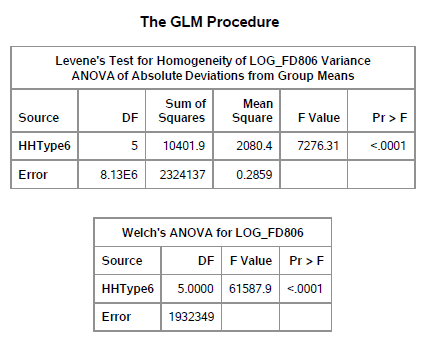 The GLM Procedure
Levene's Test for Homogeneity of LOG_FD806 Variance
ANOVA of Absolute Deviations from Group Means
Source DF Sum of Squares Mean Square F Value Pr > F
HHType6 5 10401.9 2080.4 7276.31 <.0001
Error 8.13E6 2324137 0.2859
Welch's ANOVA for LOG_FD806
Source DF F Value Pr > F
HHType6 5.0000 61587.9 <.0001
Error 1932349